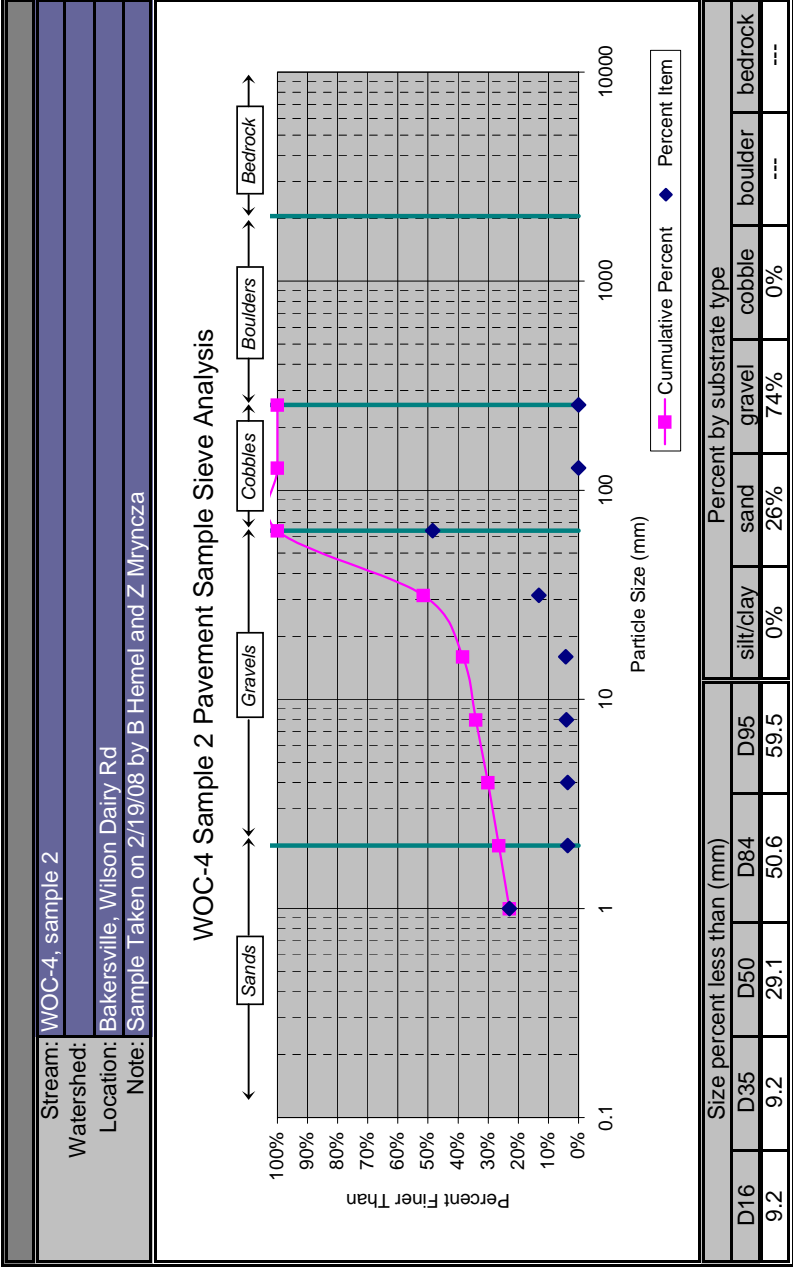 Stream: WOC-4, sample 2
Watershed:
Location: Bakersville, Wilson Dairy Rd
Note: Sample Taken on 2/19/08 by B Hemel and Z Mryncza
WOC-4 Sample 2 Pavement Sample Sieve Analysis
Sands Gravels Cobbles Boulders Bedrock
100%
90%
80%
70%
60%
50%
40%
30%
20%
10%
0%
Percent Finer Than
0.1 1 10 100 1000 10000
Particle Size (mm)
Cumulative Percent Percent Item
Size percent less than (mm) Percent by substrate type
D16 D35 D50 D84 D95 silt/clay sand gravel cobble boulder bedrock
9.2 9.2 29.1 50.6 59.5 0% 26% 74% 0% --- ---